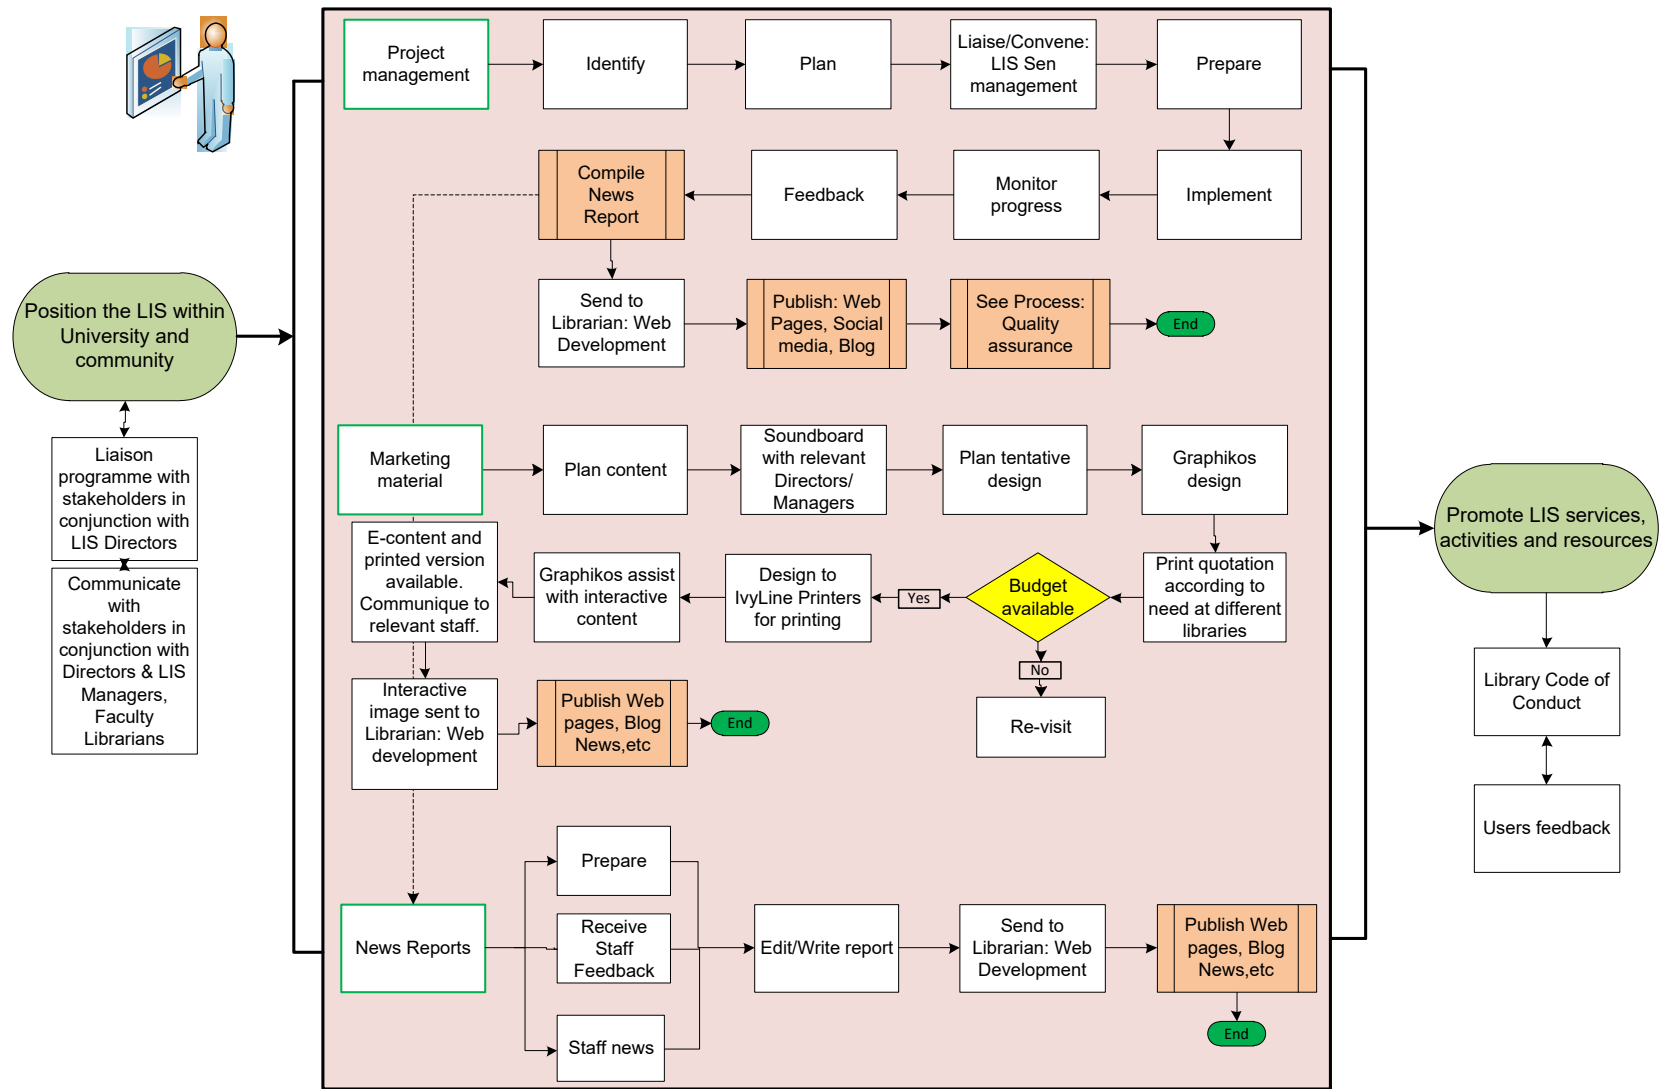 Project
management
Identify
Plan
Liaise/Convene:
LIS Sen
management
Prepare
Compile
News
Report
Feedback
Monitor
progress
Implement
Send to
Librarian: Web
Development
Publish: Web
Pages, Social
media, Blog
See Process:
Quality
assurance
End
Position the LIS within
University and
community
Liaison
programme with
stakeholders in
conjunction with
LIS Directors
Communicate
with
stakeholders in
conjunction with
Directors & LIS
Managers,
Faculty
Librarians
Marketing
material
Plan content
Soundboard
with relevant
Directors/
Managers
Plan tentative
design
Graphikos
design
E-content and
printed version
available.
Communique to
relevant staff.
Graphikos assist
with interactive
content
Design to
IvyLine Printers
for printing
Yes
Budget
available
Print quotation
according to
need at different
libraries
No
Re-visit
Interactive
image sent to
Librarian: Web
development
Publish Web
pages, Blog
News,etc
End
News Reports
Prepare
Receive
Staff
Feedback
Staff news
Edit/Write report
Send to
Librarian: Web
Development
Publish Web
pages, Blog
News,etc
End
Promote LIS services,
activities and resources
Library Code of
Conduct
Users feedback